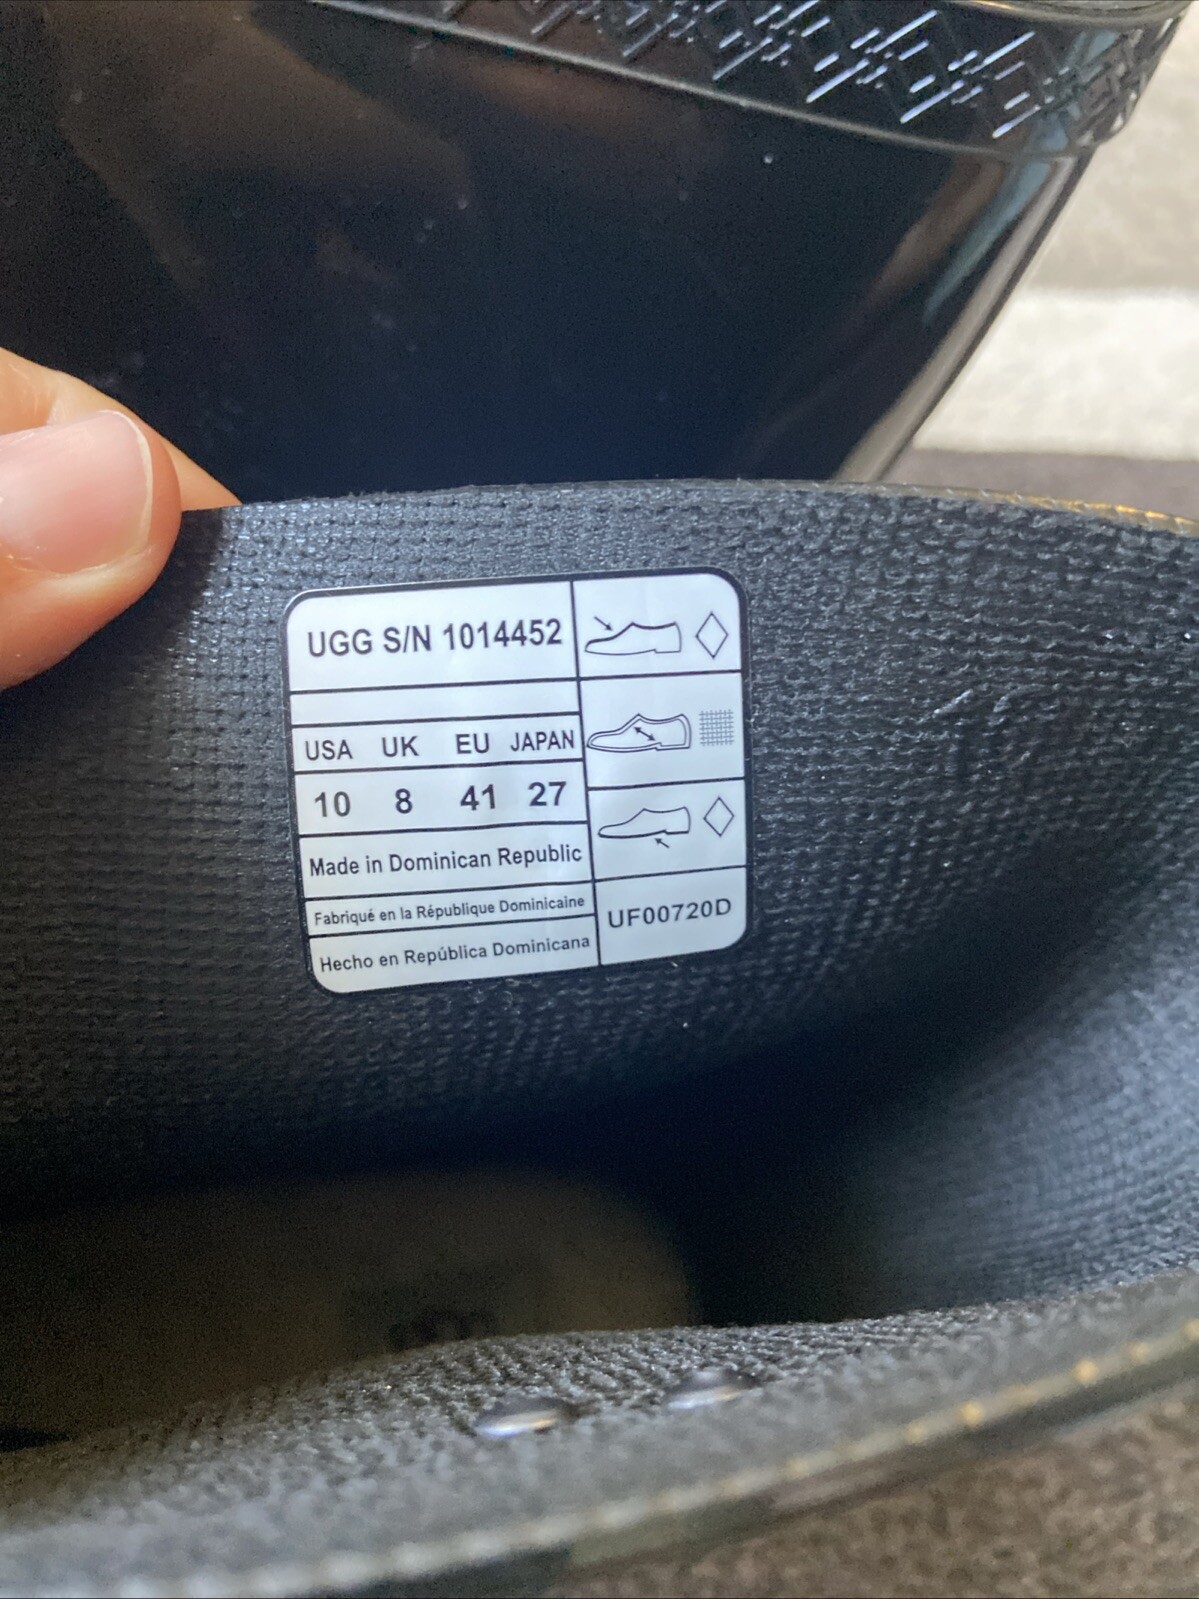 UGG S/N 1014452
USA UK EU JAPAN
10 8 41 27
Made in Dominican Republic
Fabriqué en la République Dominicaine
Hecho en República Dominicana
UF00720D